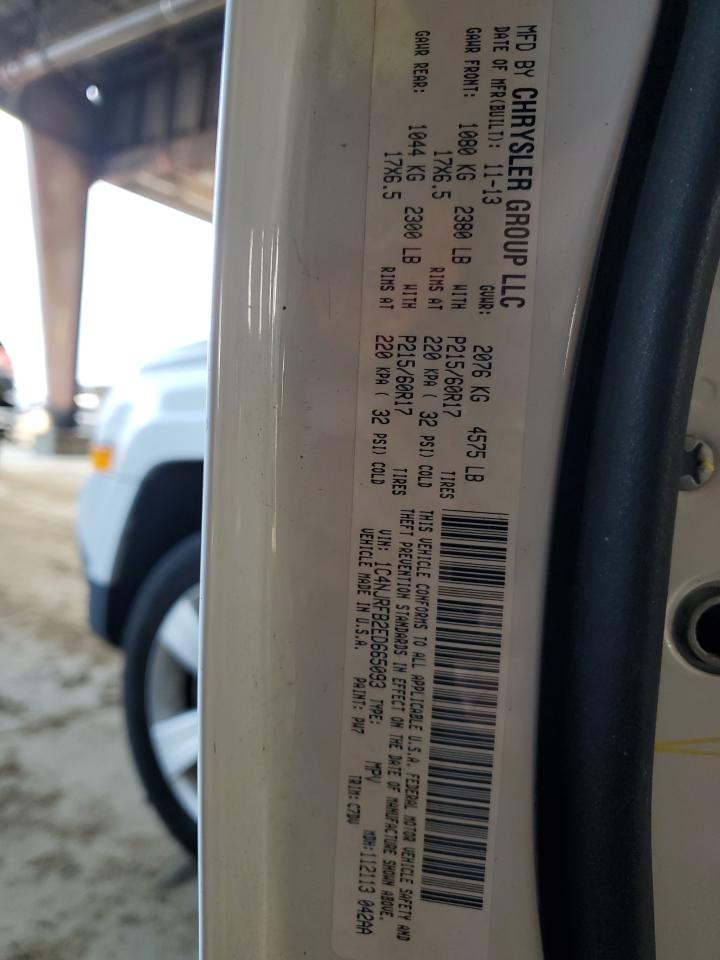 MFD BY CHRYSLER GROUP LLC
DATE OF MFR(BUILT): 11-13 GVWR: 2076 KG 4575 LB
GAWR FRONT: 1080 KG 2380 LB WITH P215/60R17 TIRES
17X6.5 RIMS AT 220 KPA ( 32 PSI) COLD
GAWR REAR: 1044 KG 2300 LB WITH P215/60R17 TIRES
17X6.5 RIMS AT 220 KPA ( 32 PSI) COLD
THIS VEHICLE CONFORMS TO ALL APPLICABLE U.S.A. FEDERAL MOTOR VEHICLE SAFETY AND
THEFT PREVENTION STANDARDS IN EFFECT ON THE DATE OF MANUFACTURE SHOWN ABOVE.
VIN: 1C4NJRFB2ED665093 TYPE: MPV MDH:112113 042AA
VEHICLE MADE IN U.S.A. PAINT: PW7 TRIM:C7DV